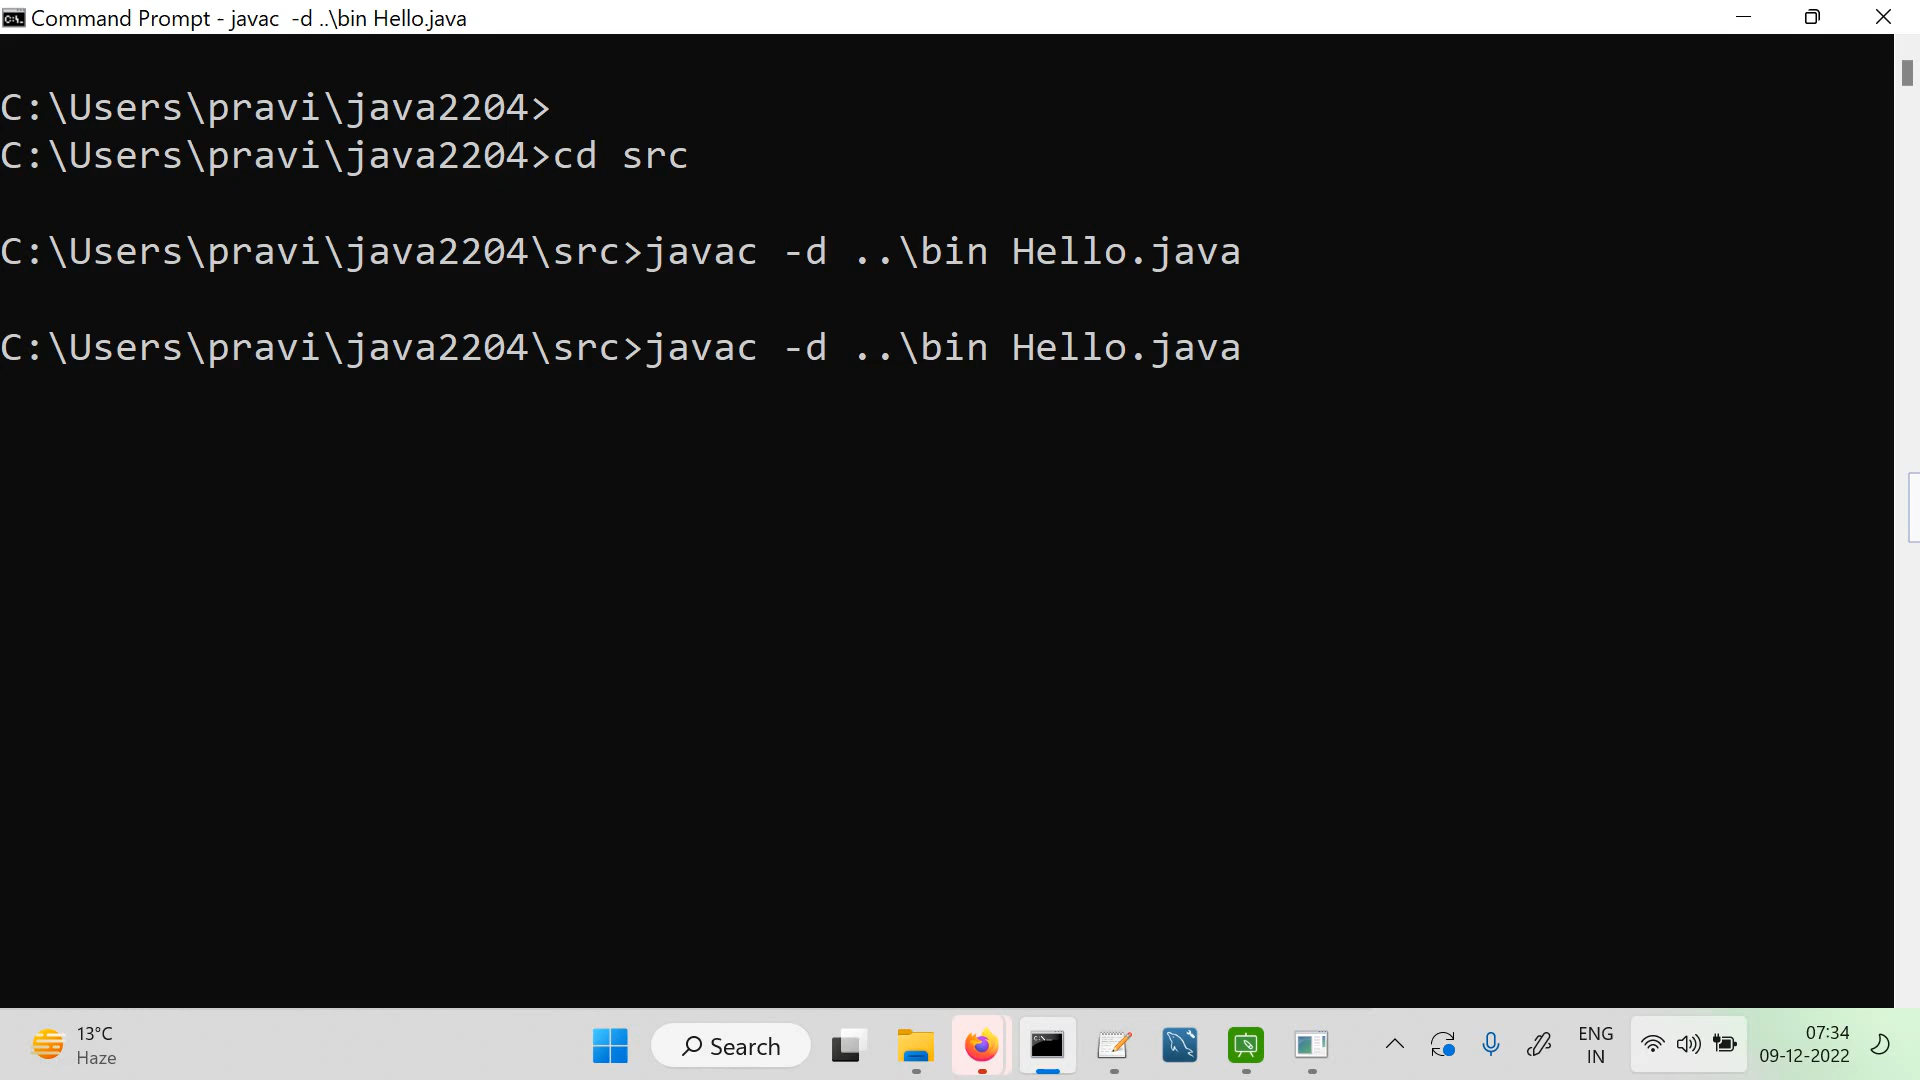 Command Prompt - javac  -d ..\bin Hello.java
C:\Users\pravi\java2204>
C:\Users\pravi\java2204>cd src
C:\Users\pravi\java2204\src>javac -d ..\bin Hello.java
C:\Users\pravi\java2204\src>javac -d ..\bin Hello.java
13°C
Haze
Search
ENG
IN
07:34
09-12-2022